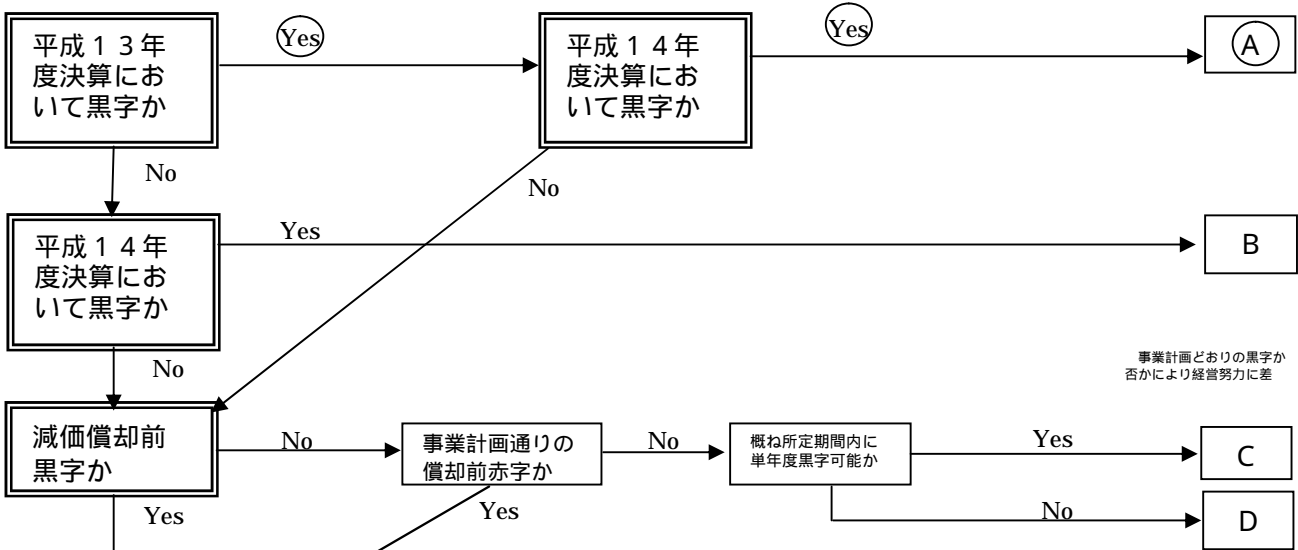 平成１３年
度決算にお
いて黒字か
Yes
平成１４年
度決算にお
いて黒字か
Yes
A
No
No
平成１４年
度決算にお
いて黒字か
Yes
B
No
事業計画どおりの黒字か
否かにより経営努力に差
減価償却前
黒字か
No
事業計画通りの
償却前赤字か
No
概ね所定期間内に
単年度黒字可能か
Yes
C
Yes
Yes
No
D